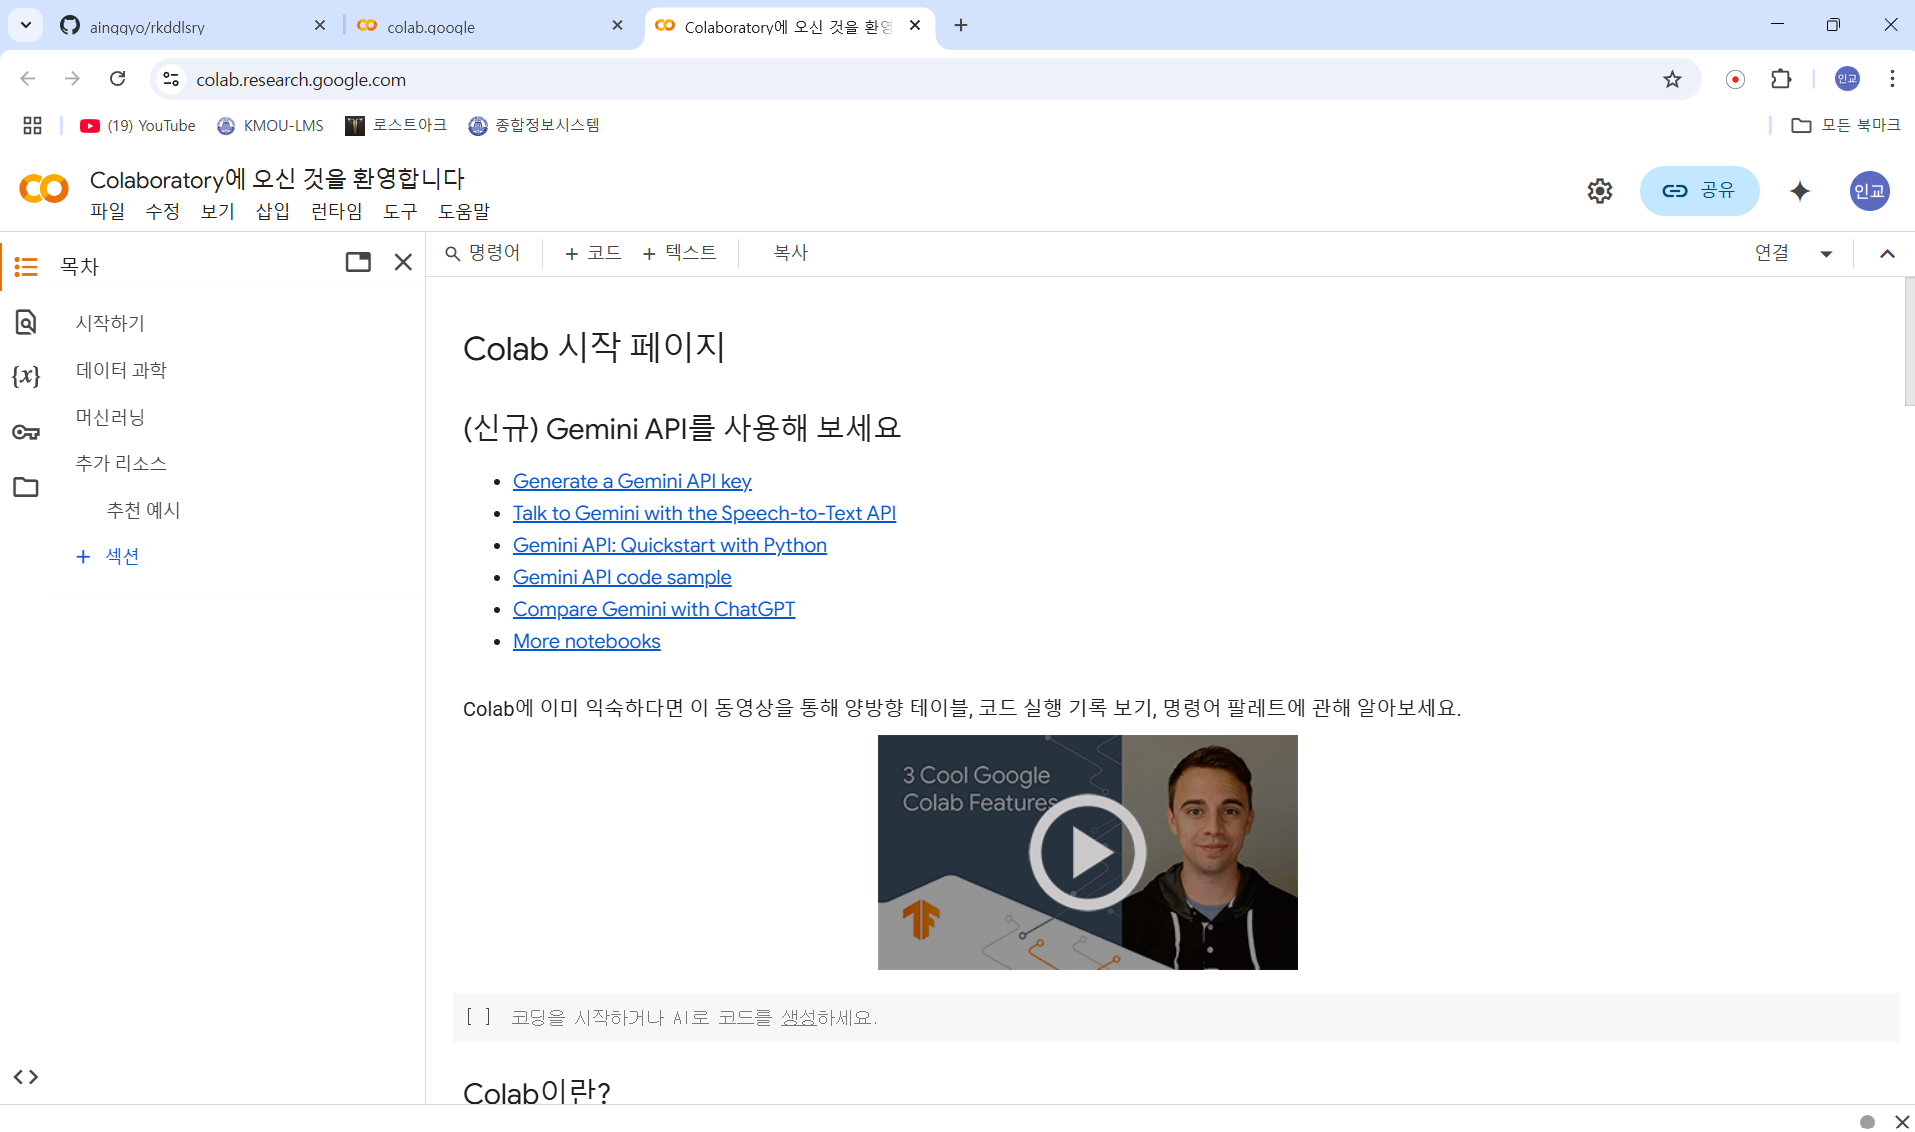 ainggyo/rkddlsry
colab.google
Colaboratory에 오신 것을 환영
colab.research.google.com
인교
(19) YouTube
KMOU-LMS
로스트아크
종합정보시스템
모든 북마크
Colaboratory에 오신 것을 환영합니다
파일 수정 보기 삽입 런타임 도구 도움말
공유
인교
목차
명령어
+ 코드
+ 텍스트
복사
연결
시작하기
데이터 과학
머신러닝
추가 리소스
추천 예시
+ 섹션
Colab 시작 페이지
(신규) Gemini API를 사용해 보세요
Generate a Gemini API key
Talk to Gemini with the Speech-to-Text API
Gemini API: Quickstart with Python
Gemini API code sample
Compare Gemini with ChatGPT
More notebooks
Colab에 이미 익숙하다면 이 동영상을 통해 양방향 테이블, 코드 실행 기록 보기, 명령어 팔레트에 관해 알아보세요.
3 Cool Google
Colab Features
[ ] 코딩을 시작하거나 AI로 코드를 생성하세요.
Colab이란?